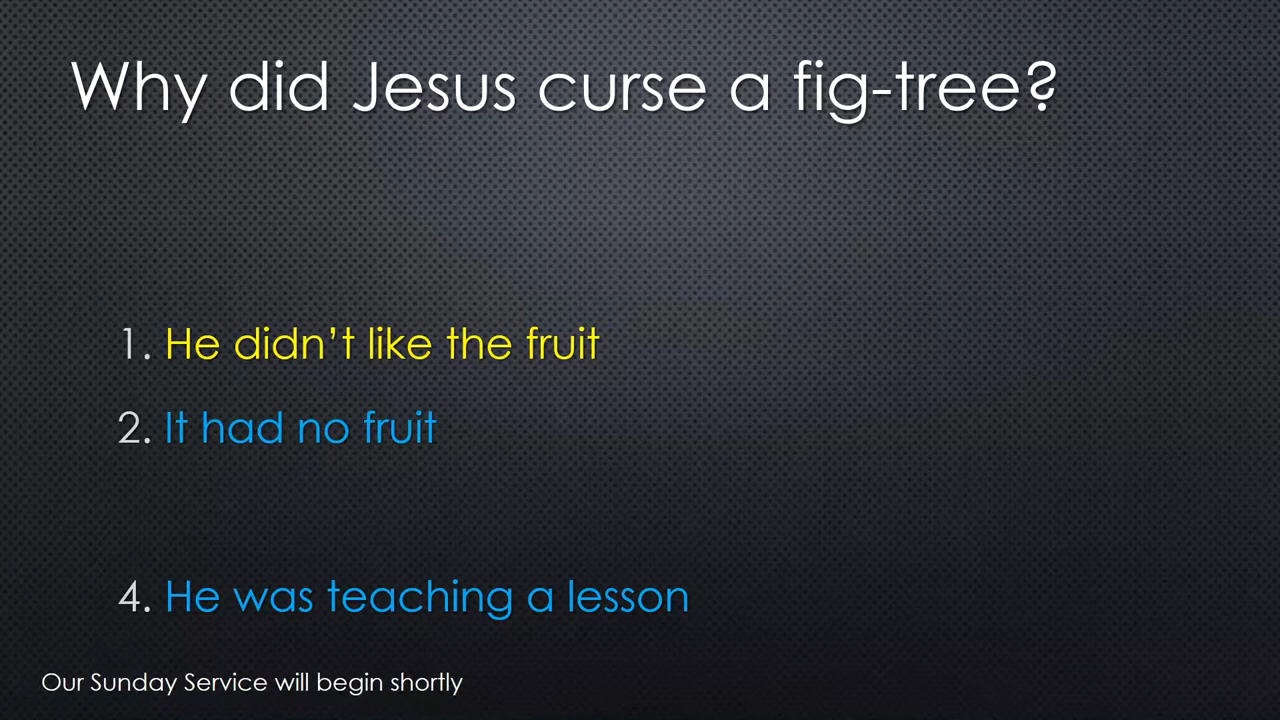 Why did Jesus curse a fig-tree?
1. He didn't like the fruit
2. It had no fruit
4. He was teaching a lesson
Our Sunday Service will begin shortly